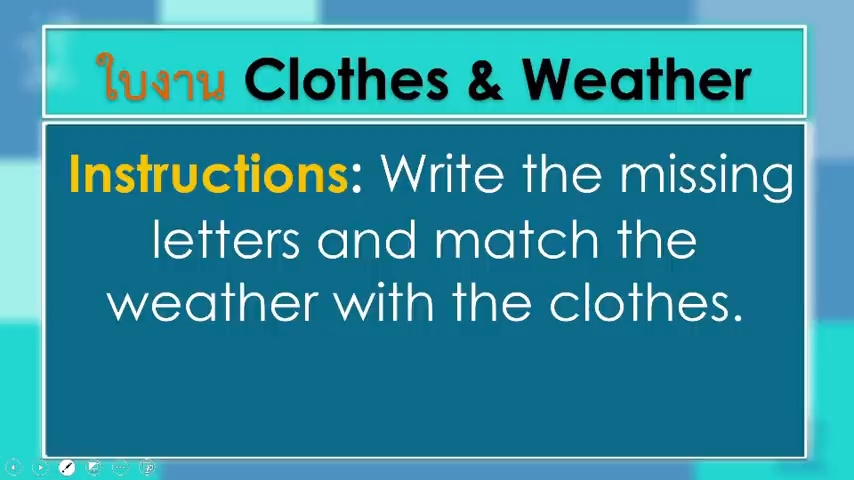 ใบงาน Clothes & Weather
Instructions: Write the missing
letters and match the
weather with the clothes.